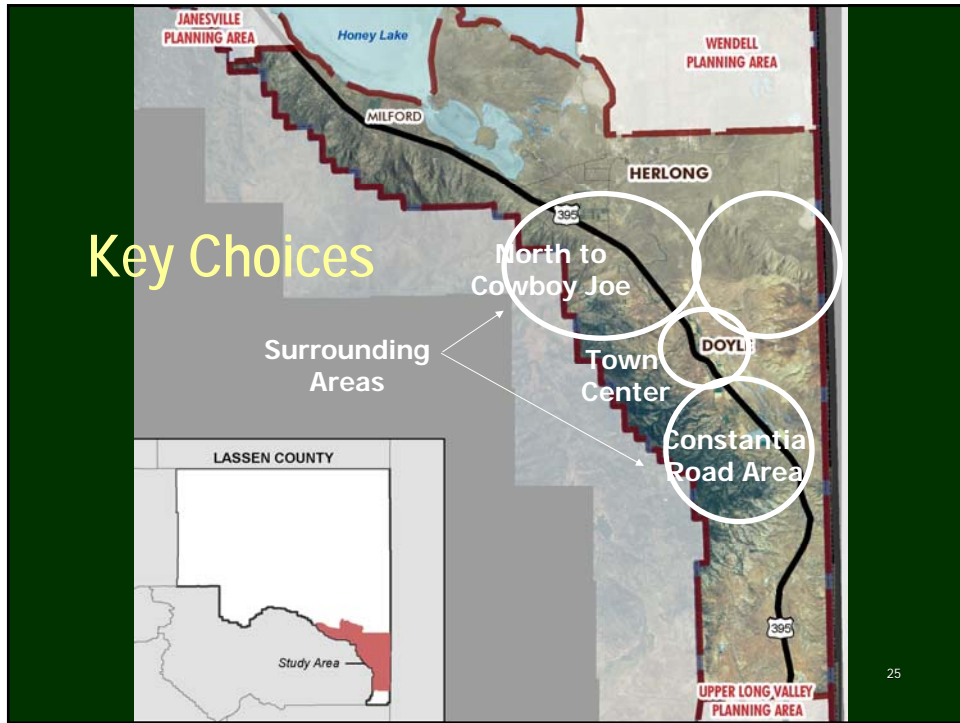 JANESVILLE
PLANNING AREA
Honey Lake
WENDELL
PLANNING AREA
MILFORD
HERLONG
395
Key Choices
North to
Cowboy Joe
Surrounding
Areas
DOYLE
Town
Center
Constantia
Road Area
LASSEN COUNTY
Study Area
395
25
UPPER LONG VALLEY
PLANNING AREA